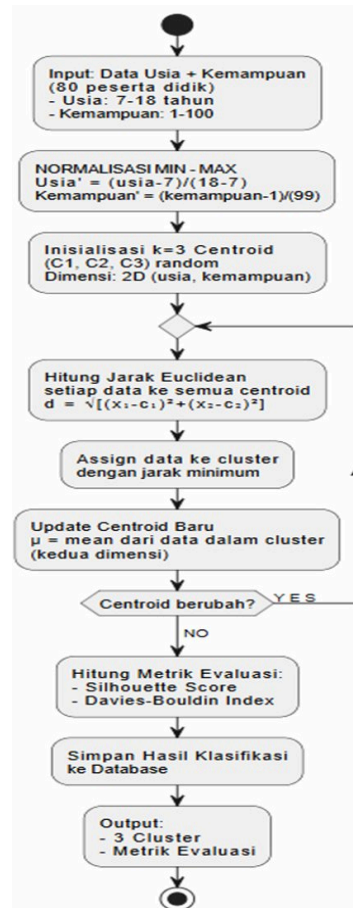 Input: Data Usia + Kemampuan
(80 peserta didik)
- Usia: 7-18 tahun
- Kemampuan: 1-100
NORMALISASI MIN - MAX
Usia' = (usia-7)/(18-7)
Kemampuan' = (kemampuan-1)/(99)
Inisialisasi k=3 Centroid
(C1, C2, C3) random
Dimensi: 2D (usia, kemampuan)
Hitung Jarak Euclidean
setiap data ke semua centroid
d = √[(x₁-c₁)²+(x₂-c₂)²]
Assign data ke cluster
dengan jarak minimum
Update Centroid Baru
μ = mean dari data dalam cluster
(kedua dimensi)
Centroid berubah?
YES
NO
Hitung Metrik Evaluasi:
- Silhouette Score
- Davies-Bouldin Index
Simpan Hasil Klasifikasi
ke Database
Output:
- 3 Cluster
- Metrik Evaluasi